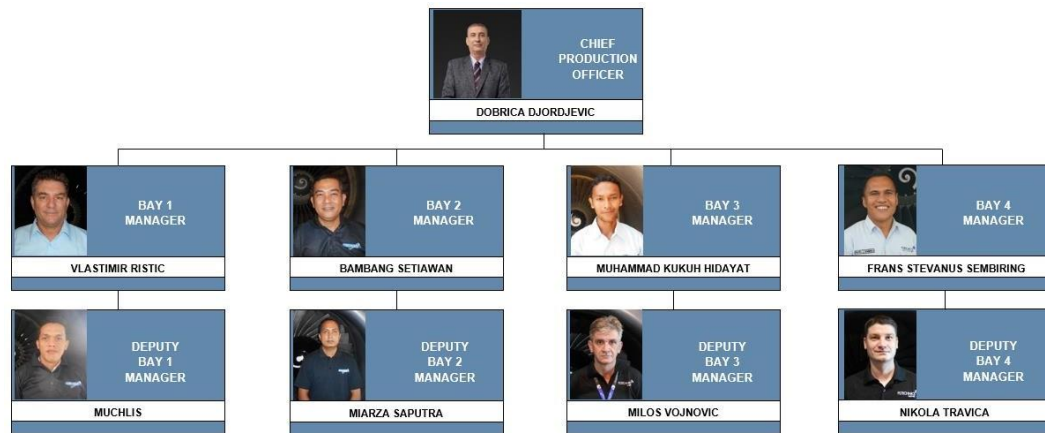 CHIEF
PRODUCTION
OFFICER
DOBRICA DJORDJEVIC
BAY 1
MANAGER
VLASTIMIR RISTIC
BAY 2
MANAGER
BAMBANG SETIAWAN
BAY 3
MANAGER
MUHAMMAD KUKUH HIDAYAT
BAY 4
MANAGER
FRANS STEVANUS SEMBIRING
DEPUTY
BAY 1
MANAGER
MUCHLIS
DEPUTY
BAY 2
MANAGER
MIARZA SAPUTRA
DEPUTY
BAY 3
MANAGER
MILOS VOJNOVIC
DEPUTY
BAY 4
MANAGER
NIKOLA TRAVICA